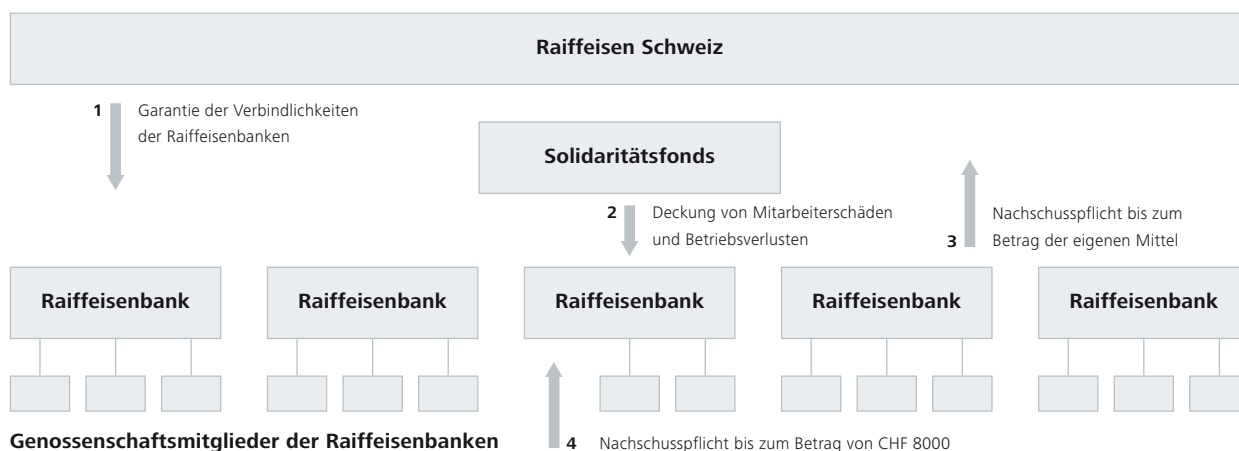 Raiffeisen Schweiz
1 Garantie der Verbindlichkeiten
der Raiffeisenbanken
Solidaritätsfonds
2 Deckung von Mitarbeiterschäden
und Betriebsverlusten
Nachschusspflicht bis zum
3 Betrag der eigenen Mittel
Raiffeisenbank
Raiffeisenbank
Raiffeisenbank
Raiffeisenbank
Raiffeisenbank
Genossenschaftsmitglieder der Raiffeisenbanken
4 Nachschusspflicht bis zum Betrag von CHF 8000